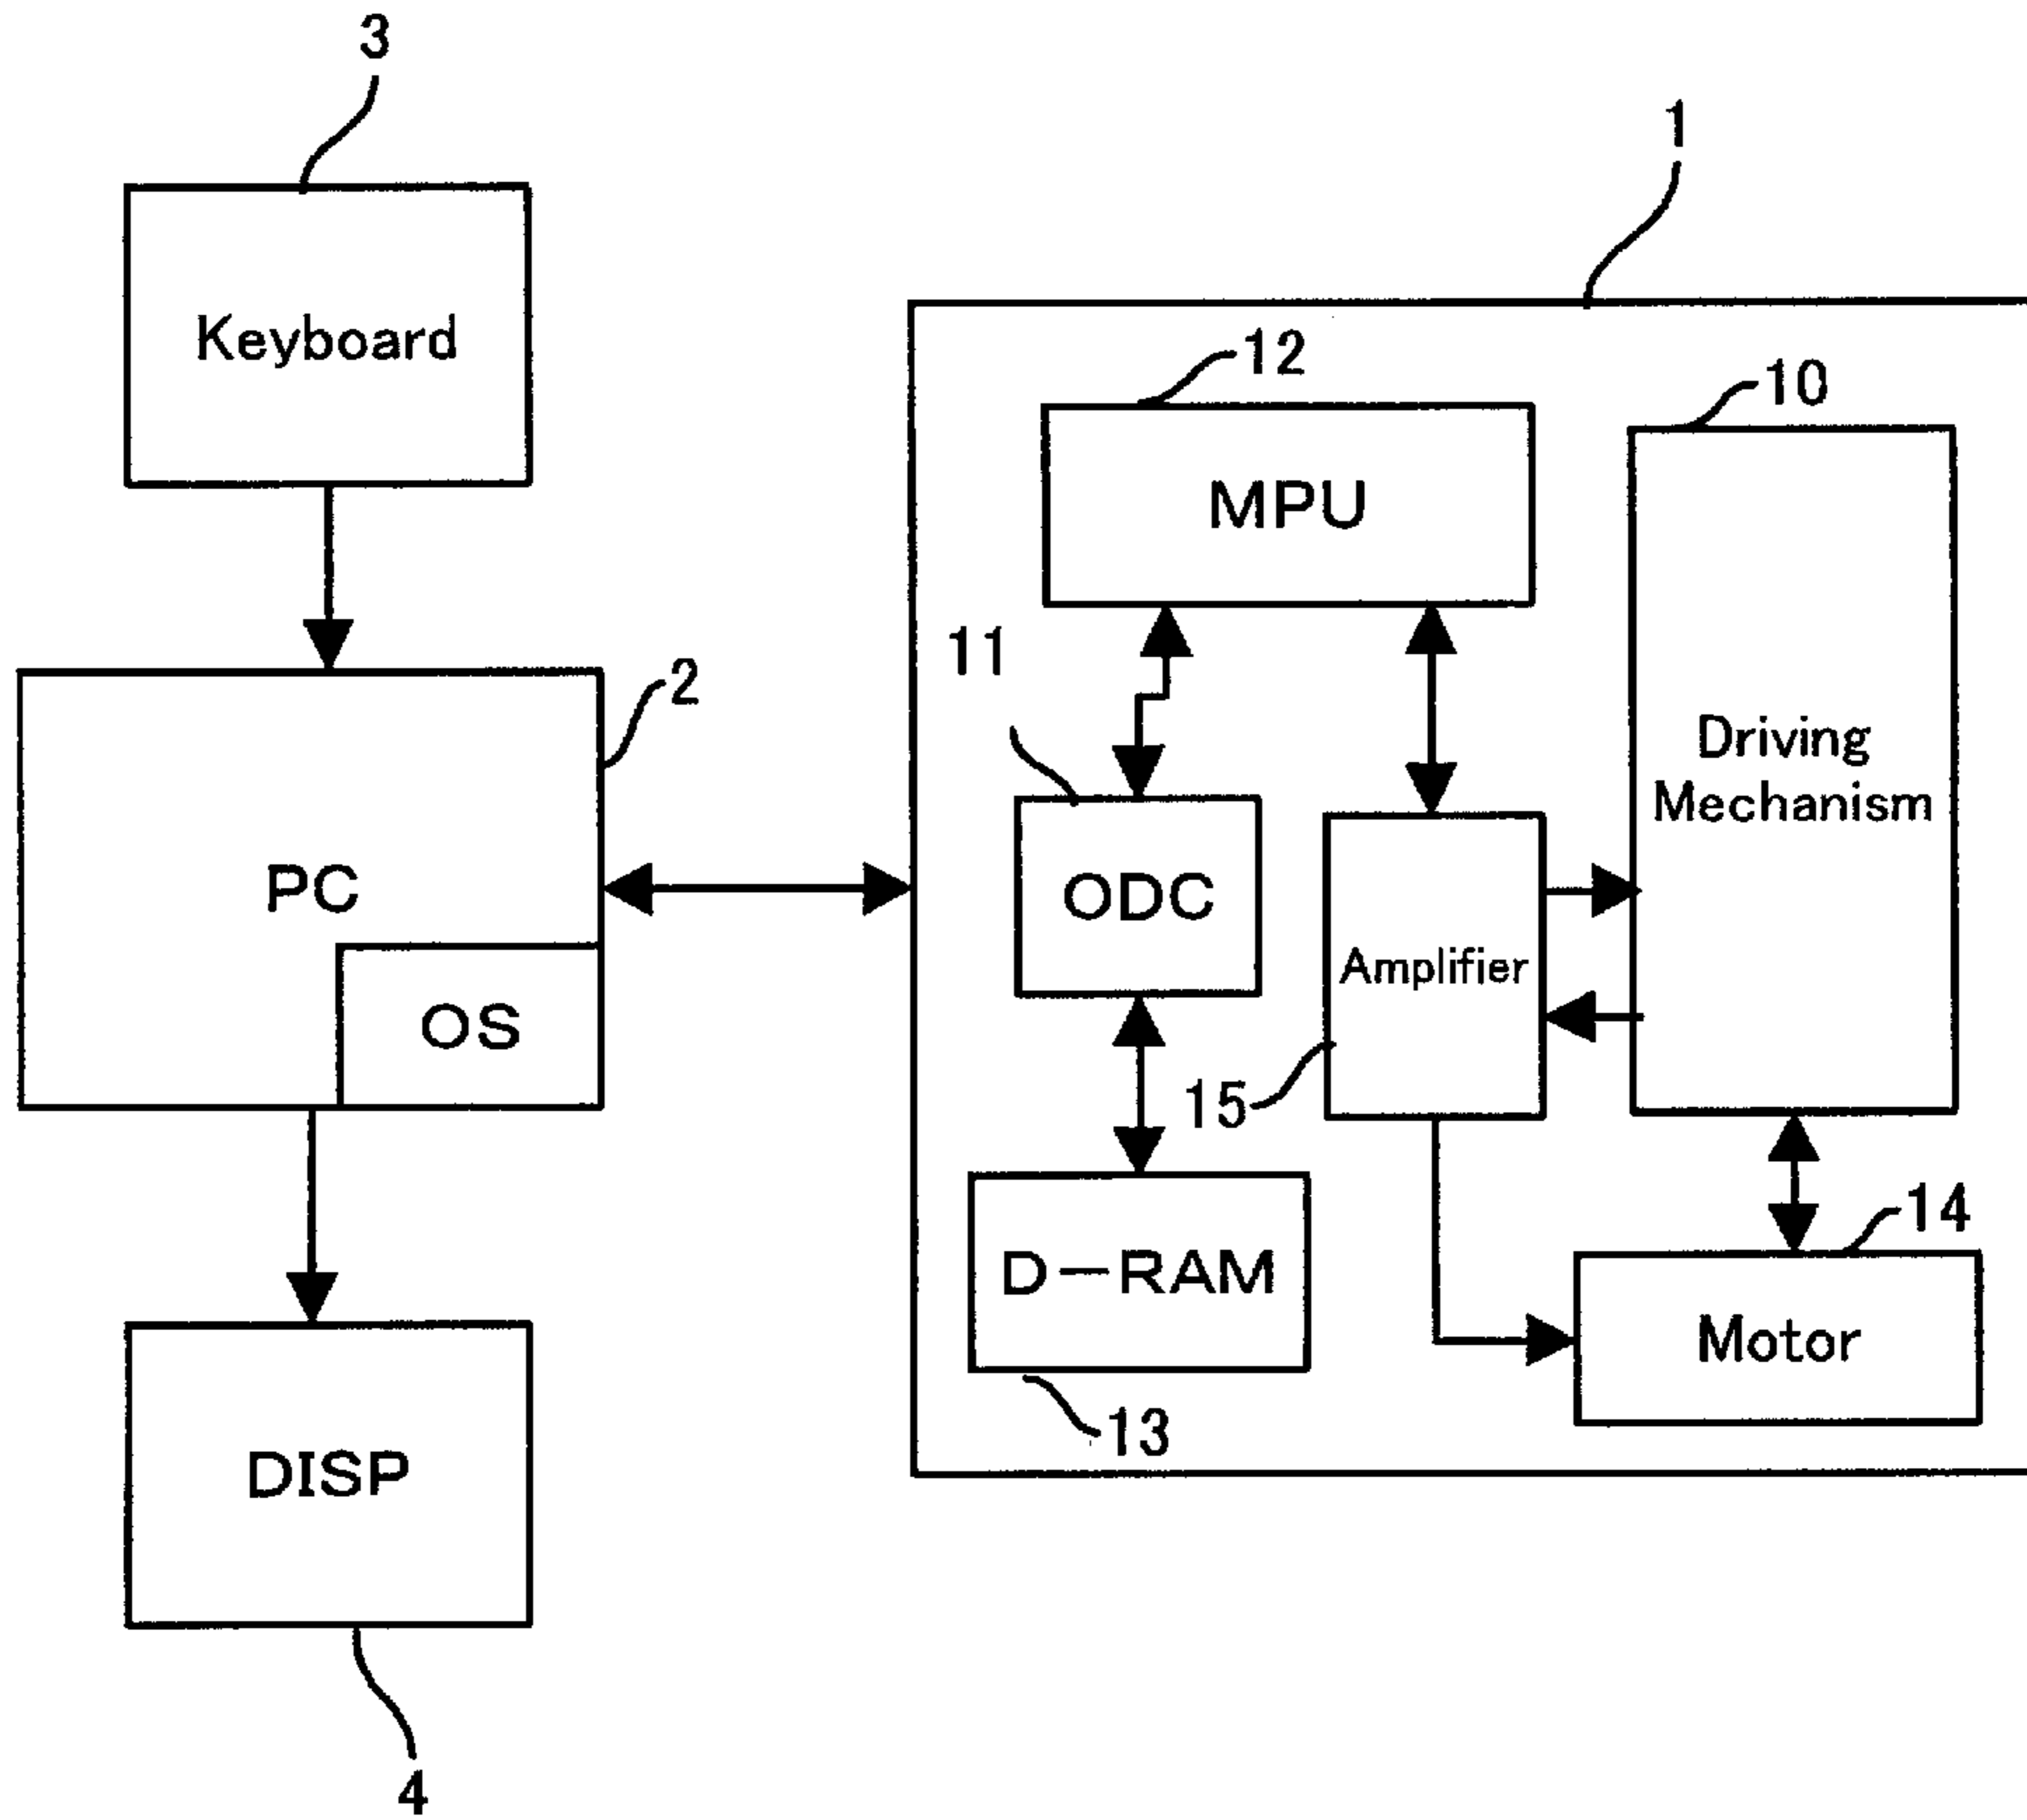 3
1
Keyboard
12
10
MPU
11
2
Driving
Mechanism
PC
ODC
Amplifier
OS
15
14
D-RAM
Motor
13
DISP
4